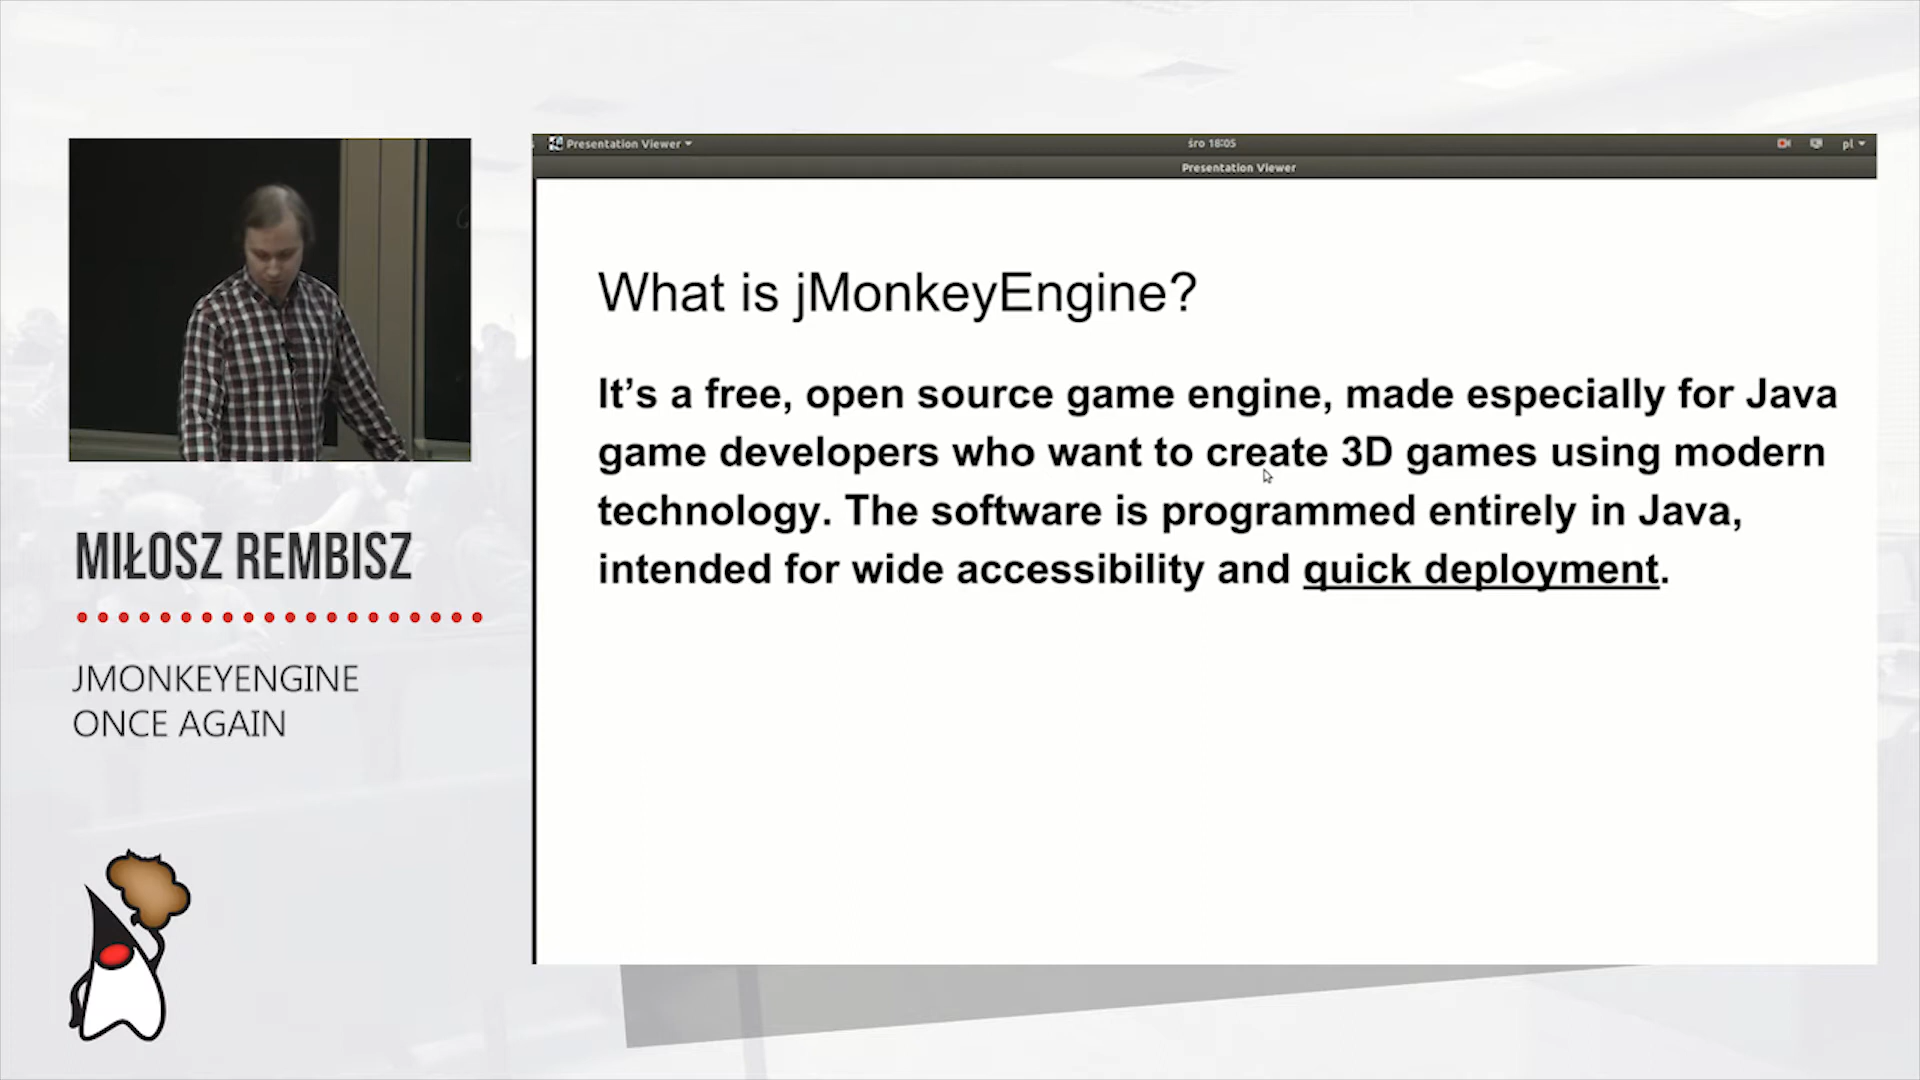 Presentation Viewer
śro 18:05
pl
Presentation Viewer
What is jMonkeyEngine?
It’s a free, open source game engine, made especially for Java
game developers who want to create 3D games using modern
technology. The software is programmed entirely in Java,
intended for wide accessibility and quick deployment.
MIŁOSZ REMBISZ
JMONKEYENGINE
ONCE AGAIN